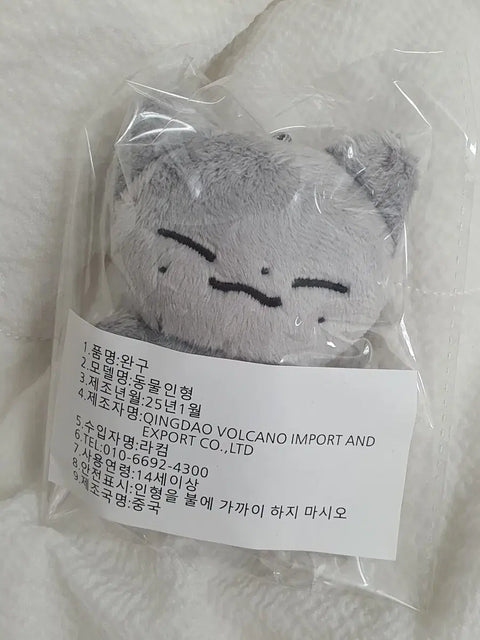 1.품명:완구
2.모델명:동물인형
3.제조년월:25년1월
4.제조자명:QINGDAO VOLCANO IMPORT AND
EXPORT CO.,LTD
5.수입자명:라컴
6.TEL:010-6692-4300
7.사용연령:14세이상
8.안전표시:인형을 불에 가까이 하지 마시오
9.제조국명:중국